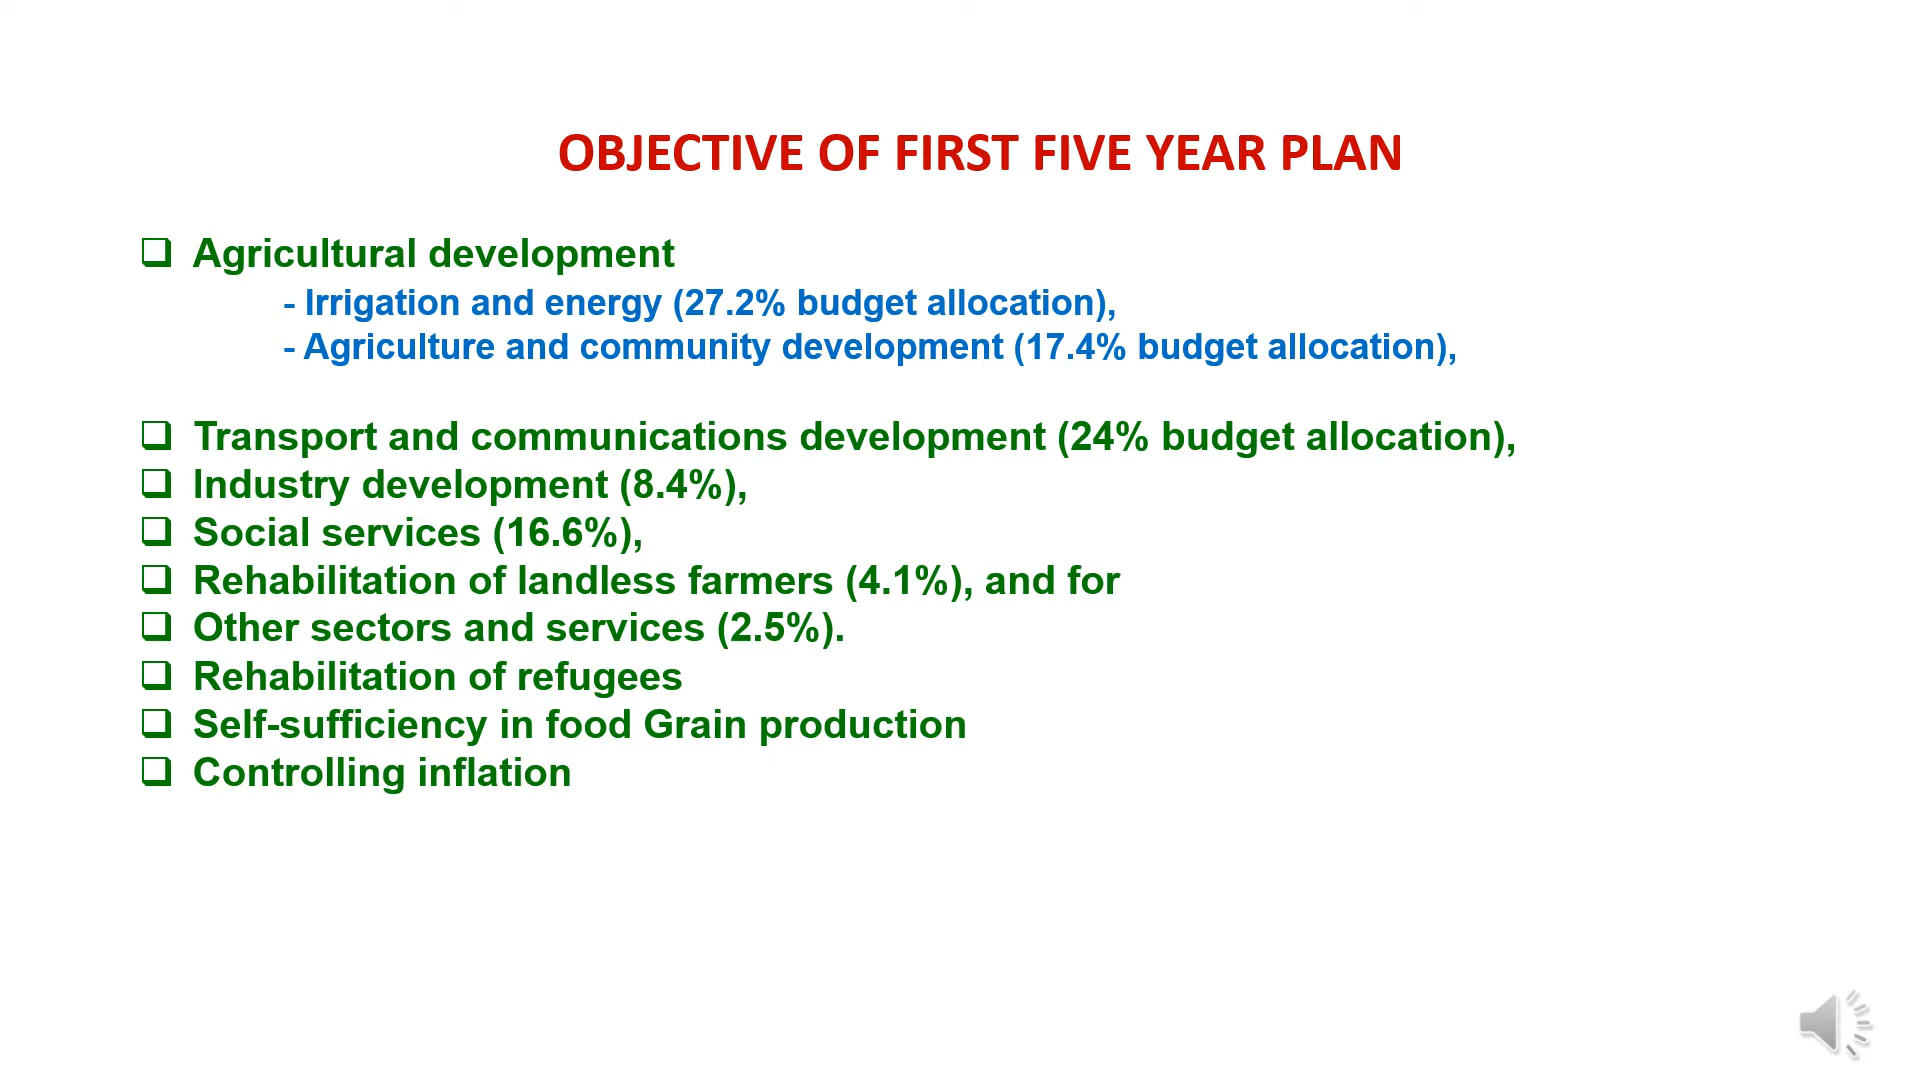 OBJECTIVE OF FIRST FIVE YEAR PLAN
❑ Agricultural development
- Irrigation and energy (27.2% budget allocation),
- Agriculture and community development (17.4% budget allocation),
❑ Transport and communications development (24% budget allocation),
❑ Industry development (8.4%),
❑ Social services (16.6%),
❑ Rehabilitation of landless farmers (4.1%), and for
❑ Other sectors and services (2.5%).
❑ Rehabilitation of refugees
❑ Self-sufficiency in food Grain production
❑ Controlling inflation